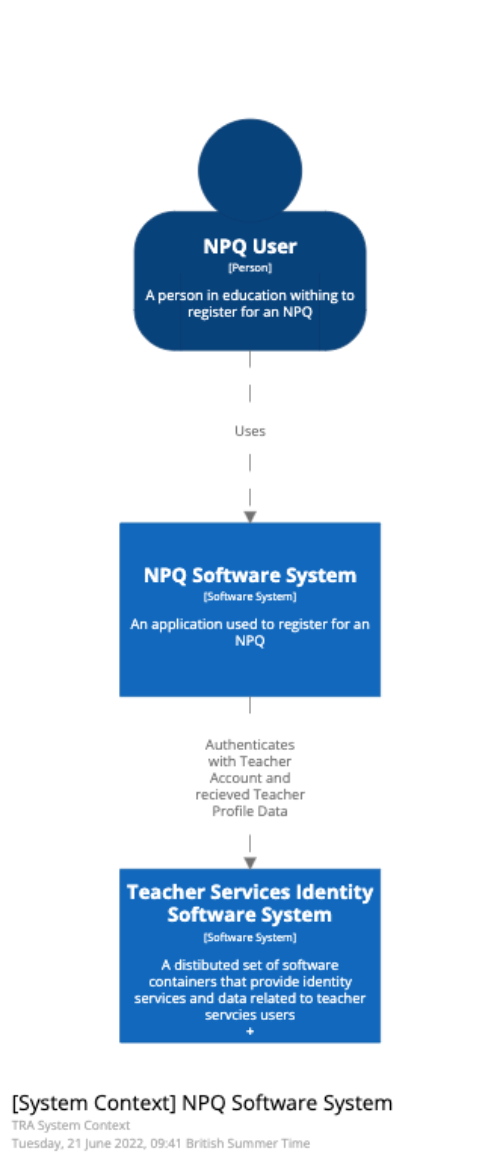 NPQ User
[Person]
A person in education withing to
register for an NPQ
Uses
NPQ Software System
[Software System]
An application used to register for an
NPQ
Authenticates
with Teacher
Account and
recieved Teacher
Profile Data
Teacher Services Identity
Software System
[Software System]
A distibuted set of software
containers that provide identity
services and data related to teacher
servcies users
+
[System Context] NPQ Software System
TRA System Context
Tuesday, 21 June 2022, 09:41 British Summer Time